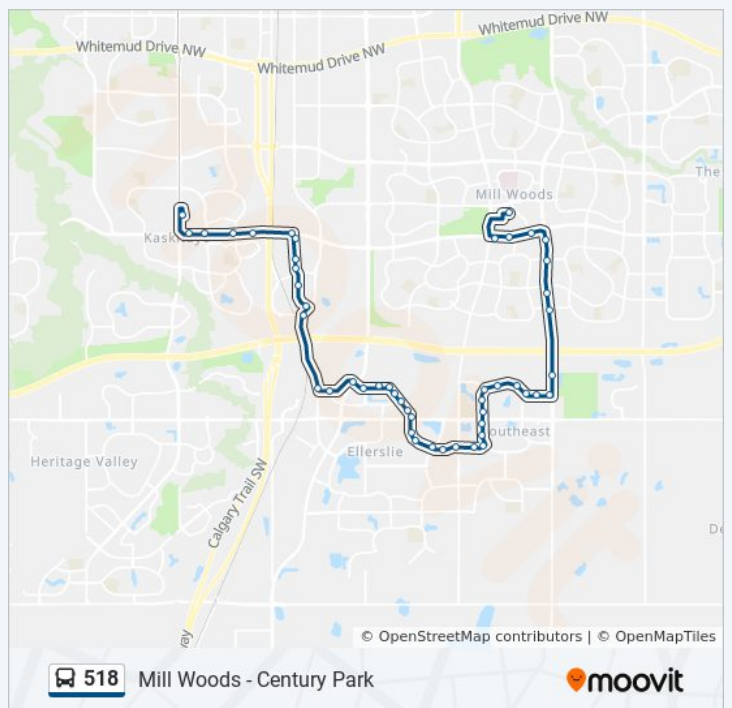 Whitemud Drive NW
Whitemud Drive NW
Whitemud Drive NW
Mill Woods
The
Southeast
Ellerslie
Heritage Valley
Calgary Trail SW
© OpenStreetMap contributors | © OpenMapTiles
518 Mill Woods - Century Park
moovit